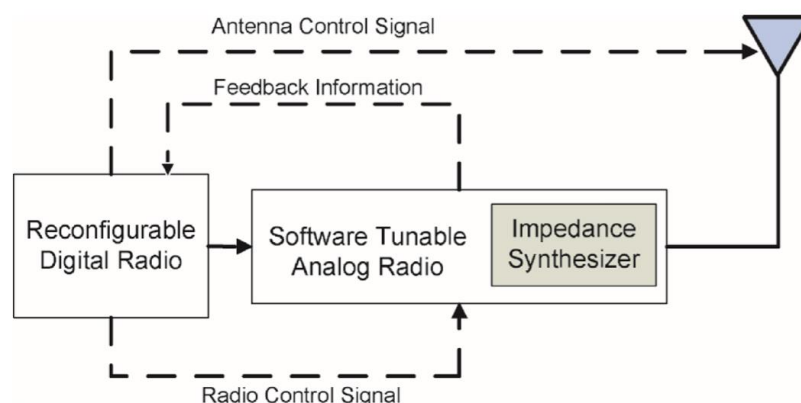 Antenna Control Signal
Feedback Information
Reconfigurable
Digital Radio
Software Tunable
Analog Radio
Impedance
Synthesizer
Radio Control Signal